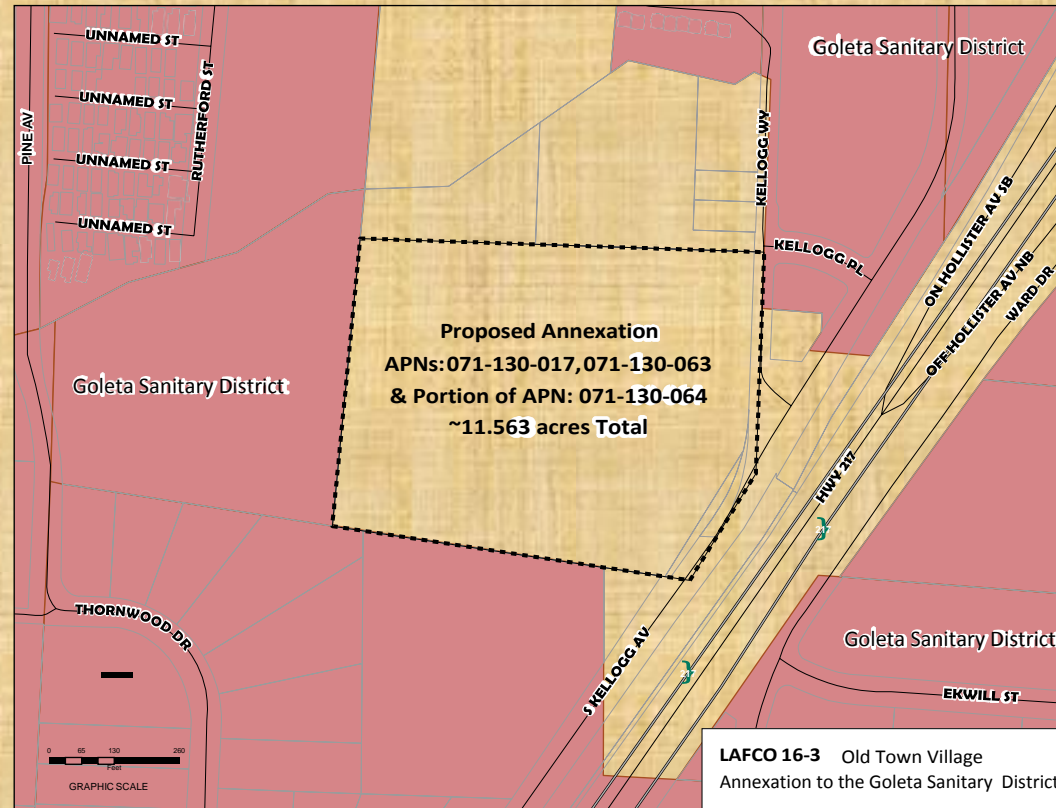 UNNAMED ST
UNNAMED ST
UNNAMED ST
UNNAMED ST
RUTHERFORD ST
PINE AV
Goleta Sanitary District
KELLOGG WY
KELLOGG PL
ON HOLLISTER AV SB
OFF HOLLISTER AV NB
WARD DR
Proposed Annexation
APNs:071-130-017,071-130-063
& Portion of APN: 071-130-064
~11.563 acres Total
Goleta Sanitary District
HWY 217
217
217
THORNWOOD DR
S KELLOGG AV
Goleta Sanitary District
EKWILL ST
0 65 130 260
Feet
GRAPHIC SCALE
LAFCO 16-3 Old Town Village
Annexation to the Goleta Sanitary District